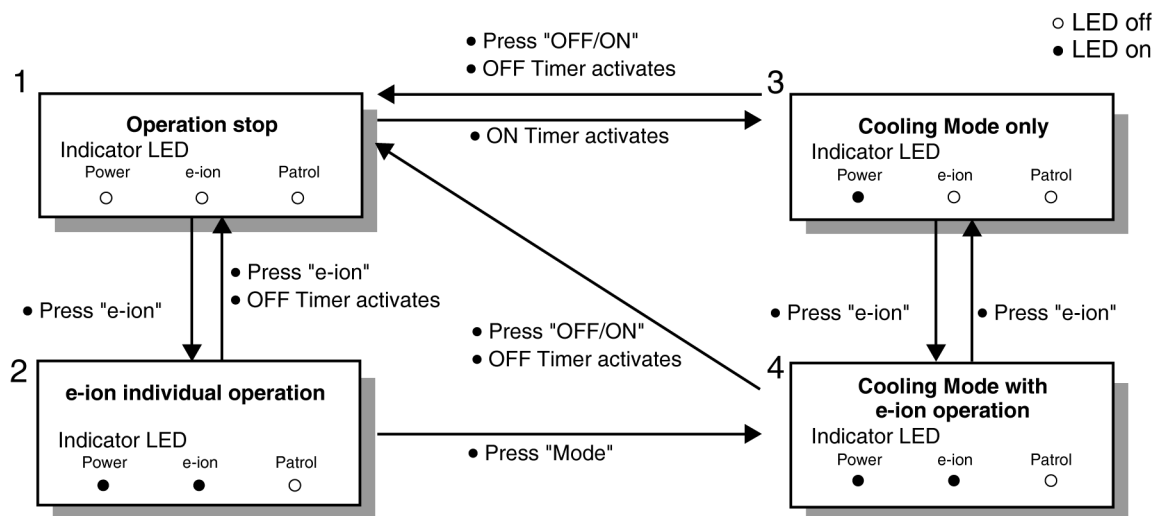 ○ LED off
● LED on
● Press "OFF/ON"
● OFF Timer activates
1
Operation stop
Indicator LED
Power e-ion Patrol
● ON Timer activates
3
Cooling Mode only
Indicator LED
Power e-ion Patrol
● Press "e-ion"
● Press "e-ion"
● OFF Timer activates
● Press "OFF/ON"
● OFF Timer activates
● Press "e-ion"
● Press "e-ion"
2
e-ion individual operation
Indicator LED
Power e-ion Patrol
● Press "Mode"
4
Cooling Mode with
e-ion operation
Indicator LED
Power e-ion Patrol